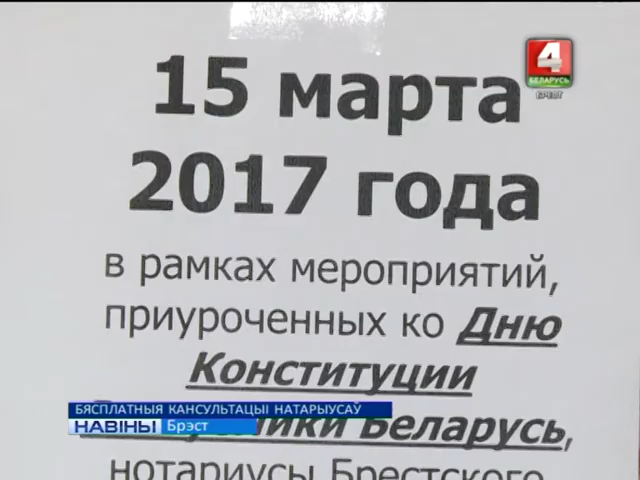 4
БЕЛАРУСЬ
БРЭСТ
15 марта
2017 года
в рамках мероприятий,
приуроченных ко Дню
Конституции
Беларусь,
нотариусы Брестского
БЯСПЛАТНЫЯ КАНСУЛЬТАЦЫІ НАТАРЫУСАЎ
НАВІНЫ Брэст